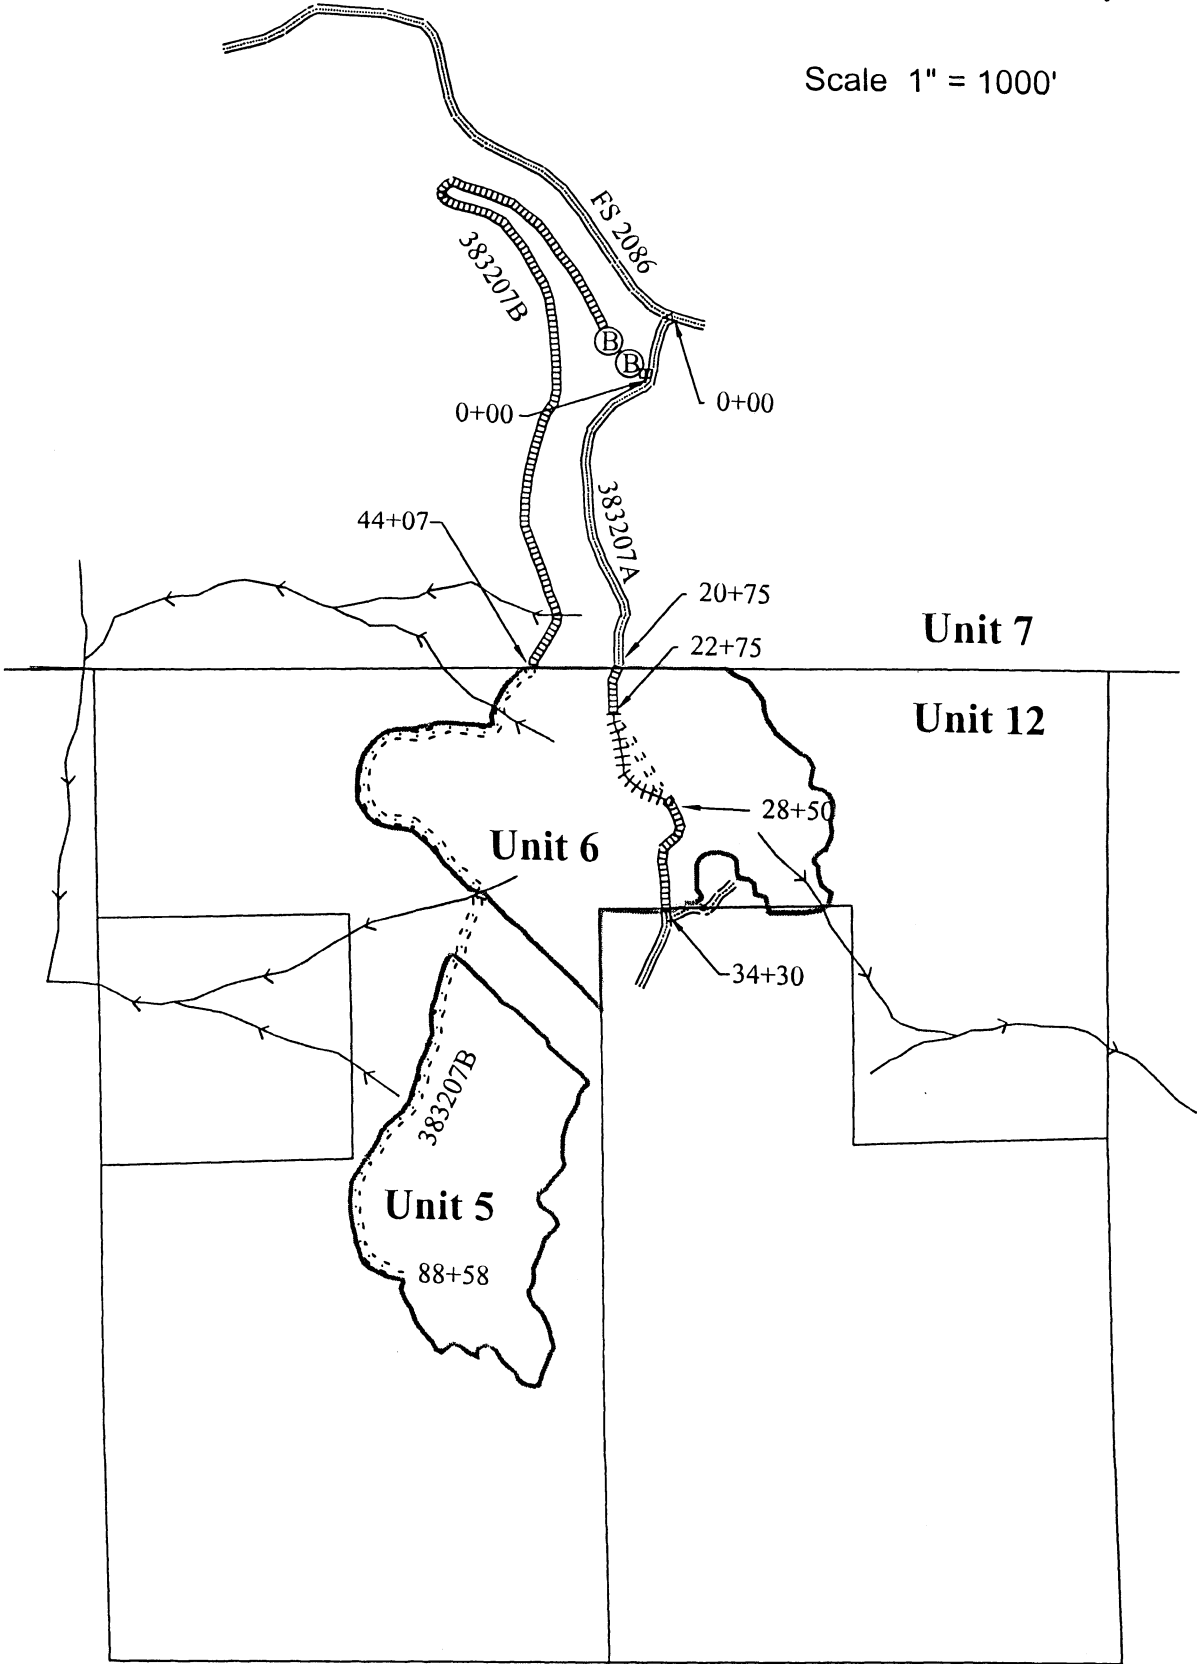 Scale 1" = 1000'
FS 2086
383207B
B
B
0+00
0+00
383207A
44+07
20+75
Unit 7
22+75
Unit 12
28+50
Unit 6
34+30
383207B
Unit 5
88+58